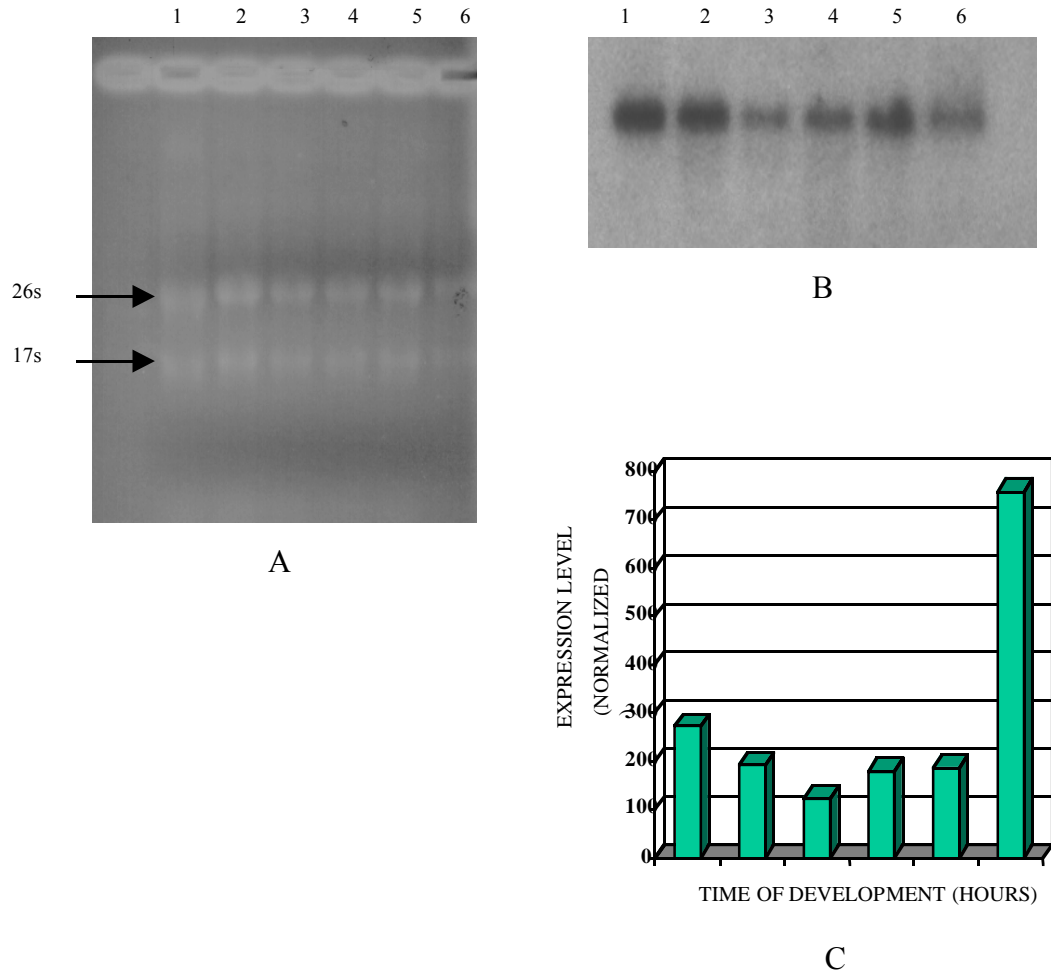 1 2 3 4 5 6
26s
17s
A
1 2 3 4 5 6
B
800
700
600
500
400
300
200
100
0
EXPRESSION LEVEL
(NORMALIZED
)
TIME OF DEVELOPMENT (HOURS)
C